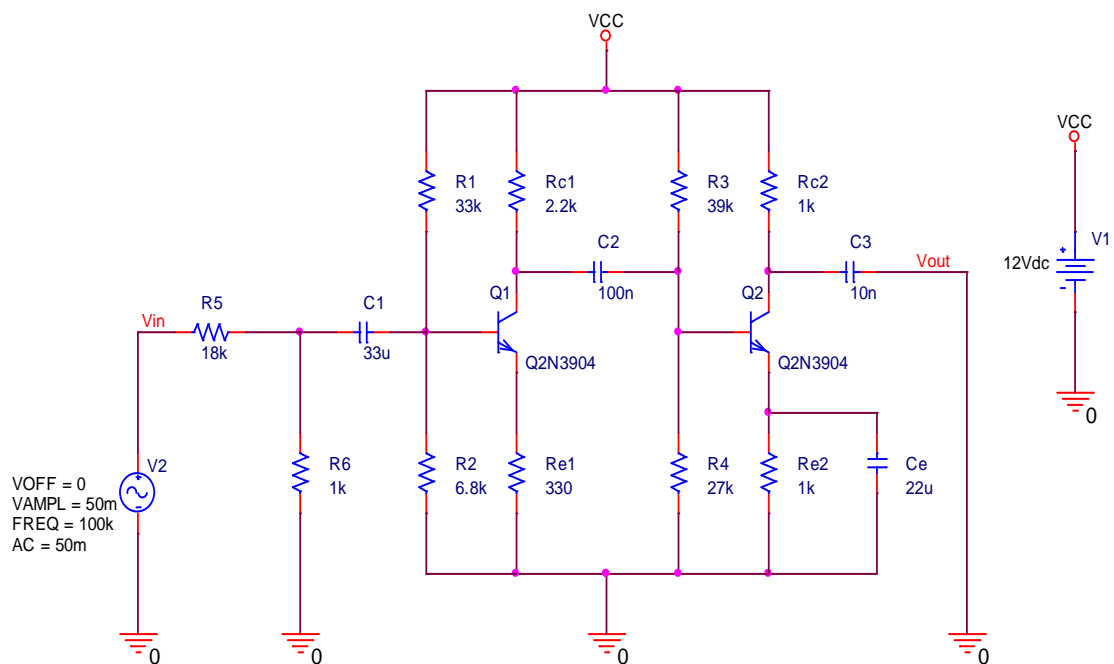 VCC
VCC
R1
33k
Rc1
2.2k
R3
39k
Rc2
1k
V1
12Vdc
C2
100n
C3
10n
Vout
Q1
Q2
R5
18k
Vin
C1
33u
Q2N3904
Q2N3904
0
V2
VOFF = 0
VAMPL = 50m
FREQ = 100k
AC = 50m
R6
1k
R2
6.8k
Re1
330
R4
27k
Re2
1k
Ce
22u
0
0
0
0